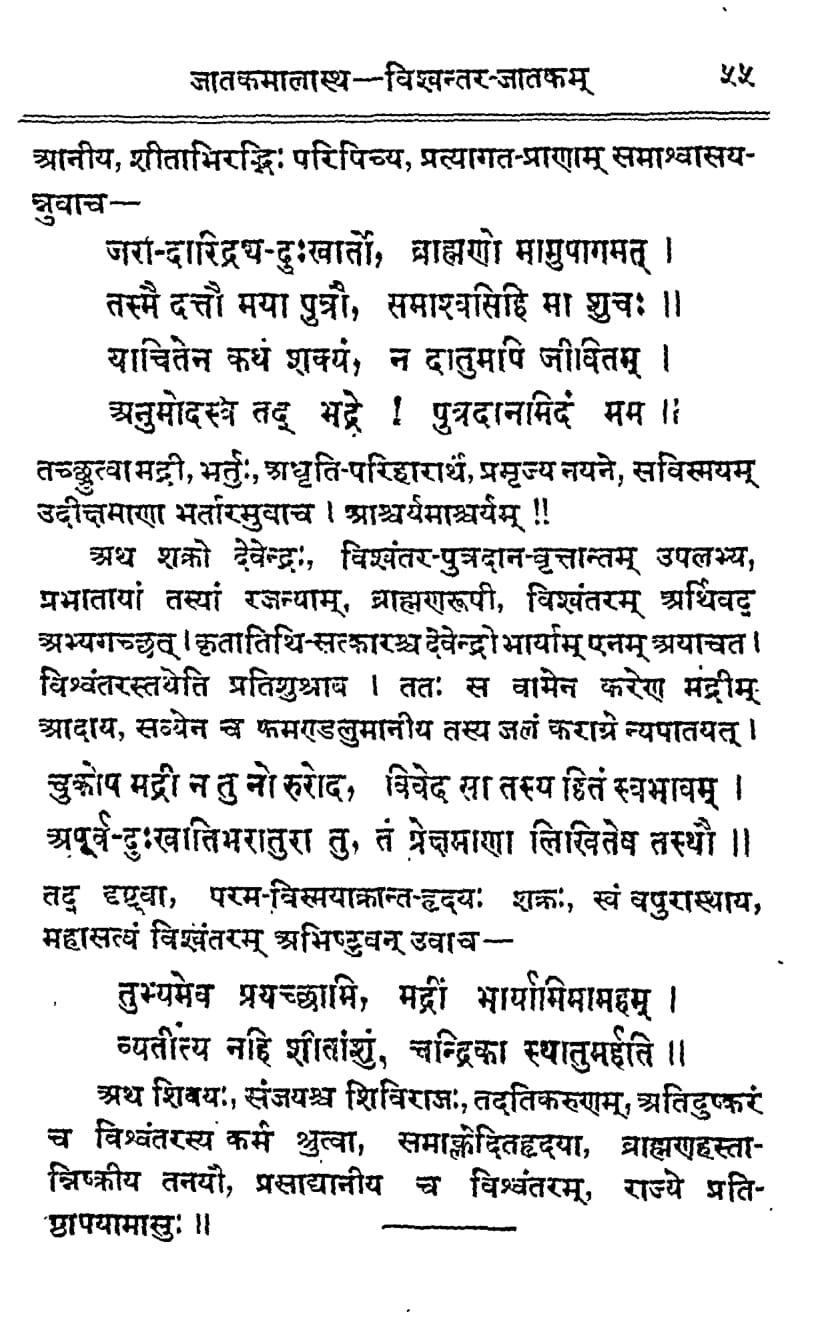 जातकमालास्थ—विश्वन्तर-जातकम् ५५
आनीय, शीताभिरद्भिः परिषिच्य, प्रत्यागत-प्राणाम् समाश्वासय-
न्नुवाच—
जरा-दारिद्रय-दुःखार्तो, ब्राह्मणो मामुपागमत् ।
तस्मै दत्तौ मया पुत्रौ, समाश्वसिहि मा शुचः ॥
याचितेन कथं शक्यं, न दातुमपि जीवितम् ।
अनुमोदस्व तद् भद्रे ! पुत्रदानमिदं मम ॥
तच्छ्रुत्वा मद्री, भर्तुः, अधृति-परिहारार्थं, प्रमृज्य नयने, सविस्मयम्
उदीक्षमाणा भर्तारमुवाच । आश्चर्यमाश्चर्यम् !!
अथ शक्रो देवेन्द्रः, विश्वंतर-पुत्रदान-वृत्तान्तम् उपलभ्य,
प्रभातायां तस्यां रजन्याम्, ब्राह्मणरूपी, विश्वंतरम् अर्थिवद्
अभ्यगच्छत् । कृतातिथि-सत्कारश्च देवेन्द्रो भार्याम् एनम् अयाचत ।
विश्वंतरस्तथेति प्रतिशुश्राव । ततः स वामेन करेण मद्रीम्
आदाय, सव्येन च कमण्डलुमानीय तस्य जलं कराग्रे न्यपातयत् ।
चुकोप मद्री न तु नो रुरोद, विवेद सा तस्य हितं स्वभावम् ।
अपूर्व-दुःखातिभरातुरा तु, तं प्रेक्षमाणा लिखितेष तस्थौ ॥
तद् दृष्ट्वा, परम-विस्मयाक्रान्त-हृदयः शक्रः, स्वं वपुरास्थाय,
महासत्वं विश्वंतरम् अभिष्टुवन् उवाच—
तुभ्यमेव प्रयच्छामि, मद्रीं भार्यामिमामहम् ।
व्यतीत्य नहि शीतांशुं, चन्द्रिका स्थातुमर्हति ॥
अथ शिवयः, संजयश्च शिविराजः, तदतिकरुणम्, अतिदुष्करं
च विश्वंतरस्य कर्म श्रुत्वा, समाक्लेदितहृदया, ब्राह्मणहस्ता-
न्निष्क्रीय तनयौ, प्रसाद्यानीय च विश्वंतरम्, राज्ये प्रति-
ष्ठापयामासुः ॥